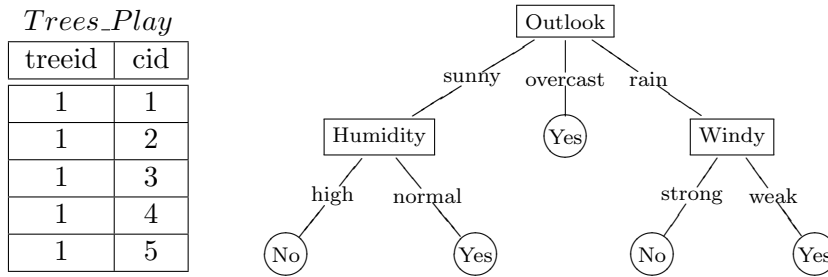 Trees_Play
treeid cid
1 1
1 2
1 3
1 4
1 5
Outlook
sunny overcast rain
Humidity Yes Windy
high normal strong weak
No Yes No Yes